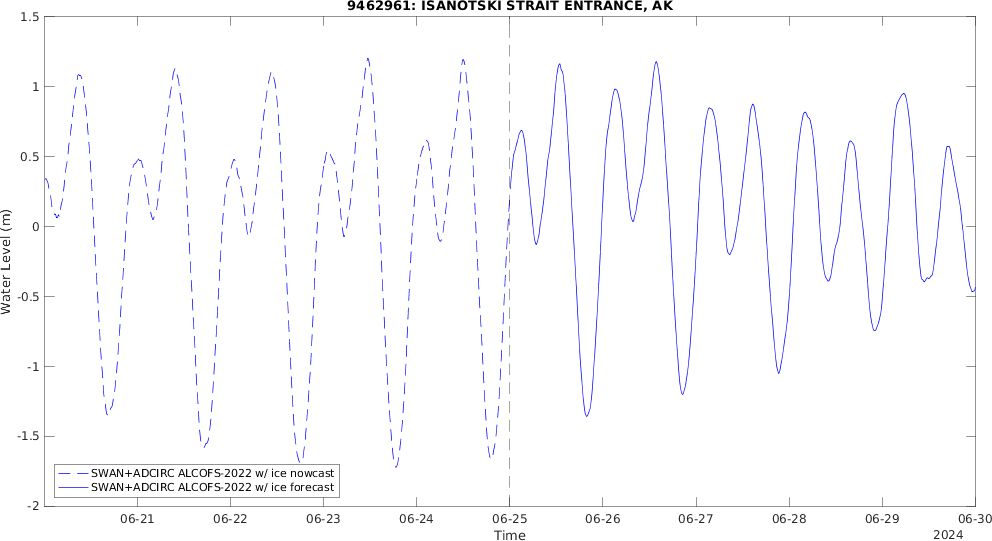 9462961: ISANOTSKI STRAIT ENTRANCE, AK
1.5
1
0.5
0
-0.5
-1
-1.5
-2
Water Level (m)
SWAN+ADCIRC ALCOFS-2022 w/ ice nowcast
SWAN+ADCIRC ALCOFS-2022 w/ ice forecast
06-21 06-22 06-23 06-24 06-25 06-26 06-27 06-28 06-29 06-30
Time
2024